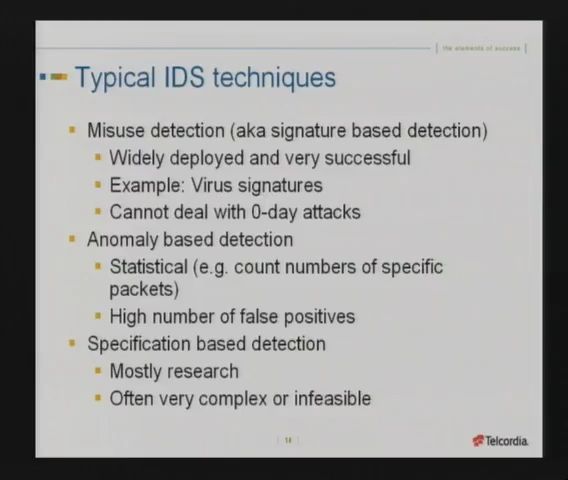 the elements of success
Typical IDS techniques
Misuse detection (aka signature based detection)
Widely deployed and very successful
Example: Virus signatures
Cannot deal with 0-day attacks
Anomaly based detection
Statistical (e.g. count numbers of specific
packets)
High number of false positives
Specification based detection
Mostly research
Often very complex or infeasible
Telcordia.